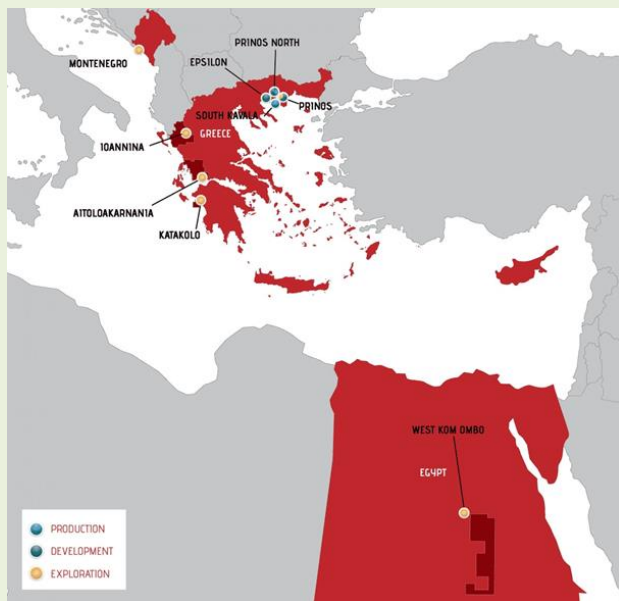 PRINOS NORTH
MONTENEGRO
EPSILON
PRINOS
SOUTH KAVALA
GREECE
IOANNINA
AITOLOAKARNANIA
KATAKOLO
WEST KOM OMBO
EGYPT
PRODUCTION
DEVELOPMENT
EXPLORATION